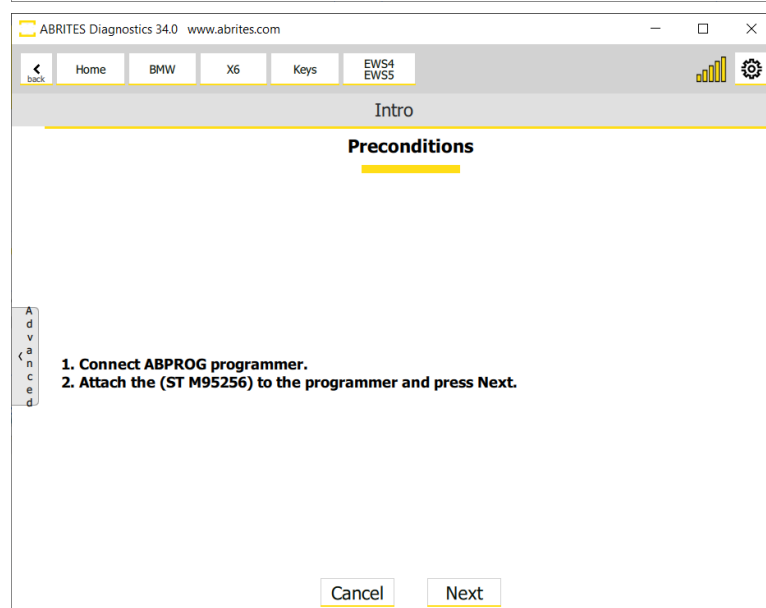 ABRITES Diagnostics 34.0 www.abrites.com
back
Home
BMW
X6
Keys
EWS4
EWS5
Intro
Preconditions
Advanced
1. Connect ABPROG programmer.
2. Attach the (ST M95256) to the programmer and press Next.
Cancel
Next